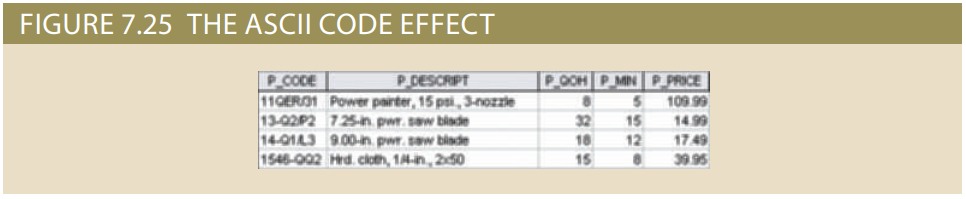 FIGURE 7.25 THE ASCII CODE EFFECT
P_CODE P_DESCRIPT P_QOH P_MIN P_PRICE
11QER/31 Power painter, 15 psi., 3-nozzle 8 5 109.99
13-Q2/P2 7.25-in. pwr. saw blade 32 15 14.99
14-Q1/L3 9.00-in. pwr. saw blade 18 12 17.49
1546-QQ2 Hrd. cloth, 1/4-in., 2x50 15 8 39.95